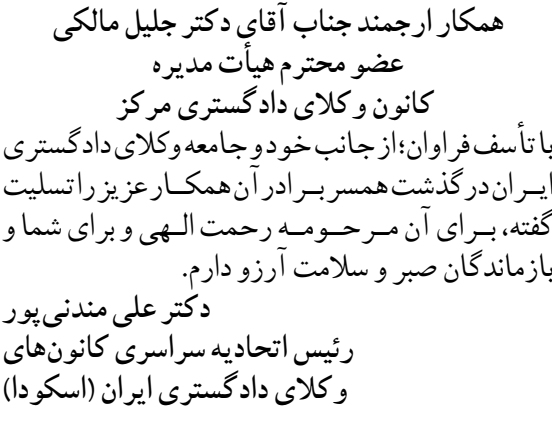 همکار ارجمند جناب آقای دکتر جلیل مالکی
عضو محترم هیأت مدیره
کانون وکلای دادگستری مرکز
با تأسف فراوان؛ از جانب خود و جامعه وکلای دادگستری
ایـران درگذشت همسر بـرادر آن همکـار عزیز را تسلیت
گفته، بـرای آن مـرحـومـه رحمت الـهی و برای شما و
بازماندگان صبر و سلامت آرزو دارم.
دکتر علی مندنی‌پور
رئیس اتحادیه سراسری کانون‌های
وکلای دادگستری ایران (اسکودا)